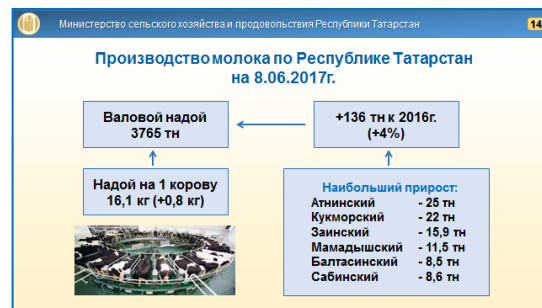 Министерство сельского хозяйства и продовольствия Республики Татарстан
14
Производство молока по Республике Татарстан
на 8.06.2017г.
Валовой надой
3765 тн
+136 тн к 2016г.
(+4%)
Надой на 1 корову
16,1 кг (+0,8 кг)
Наибольший прирост:
Атнинский - 25 тн
Кукморский - 22 тн
Заинский - 15,9 тн
Мамадышский - 11,5 тн
Балтасинский - 8,5 тн
Сабинский - 8,6 тн